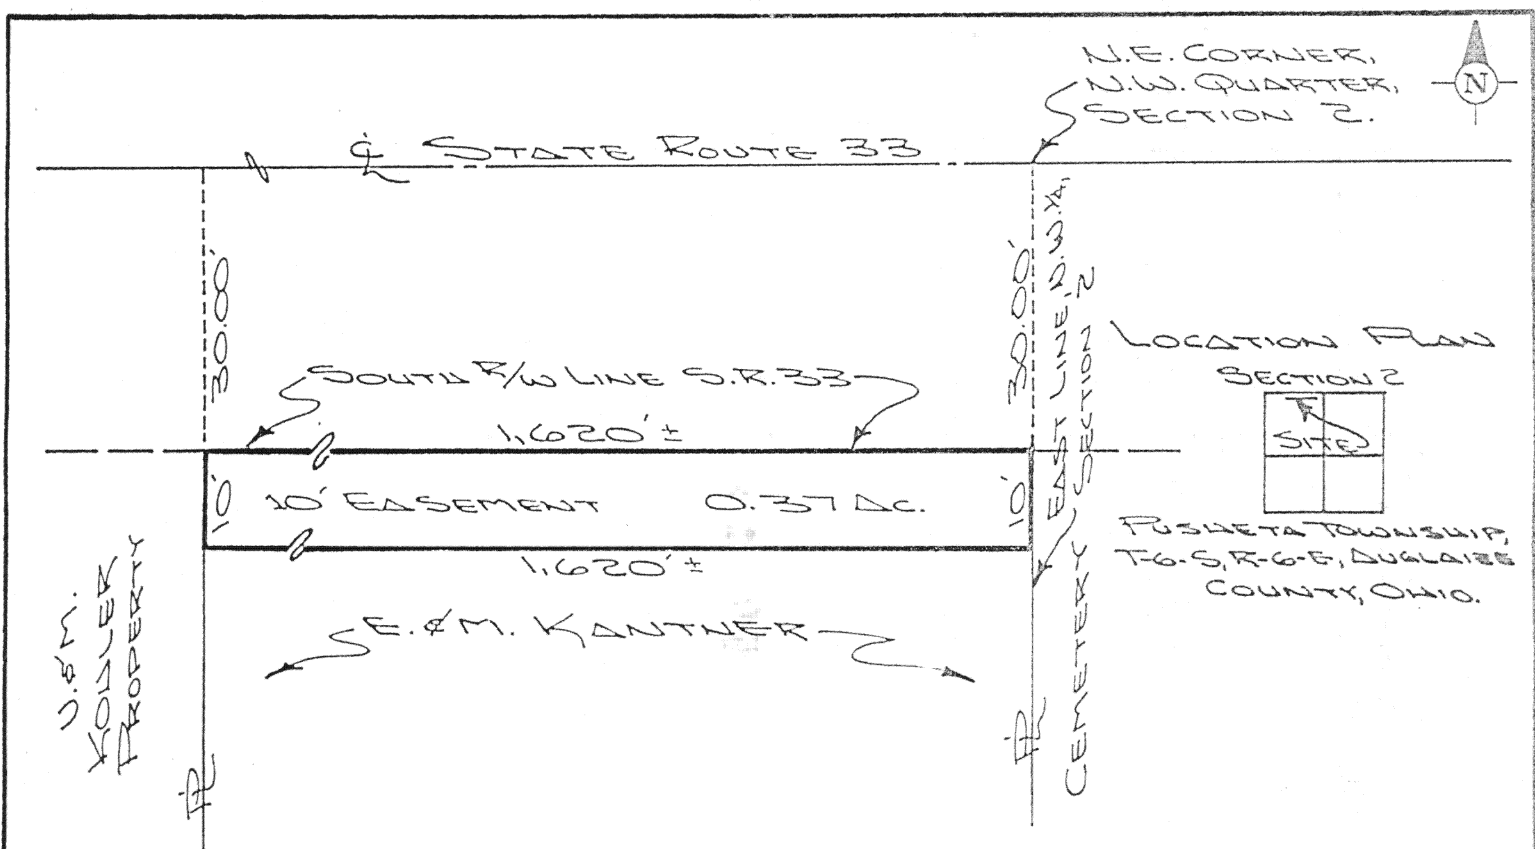 N.E. CORNER,
N.W. QUARTER,
SECTION 2.
N
℄ STATE ROUTE 33
30.00'
30.00'
EAST LINE, N.W. 1/4,
SECTION 2
LOCATION PLAN
SECTION 2
SITE
PUSHETA TOWNSHIP,
T-6-S, R-6-E, AUGLAIZE
COUNTY, OHIO.
SOUTH R/W LINE S.R. 33
1,620' ±
10'
10' EASEMENT 0.37 AC.
10'
1,620' ±
E. & M. KANTNER
& M.
KOHLER
PROPERTY
PL
PL
CEMETERY